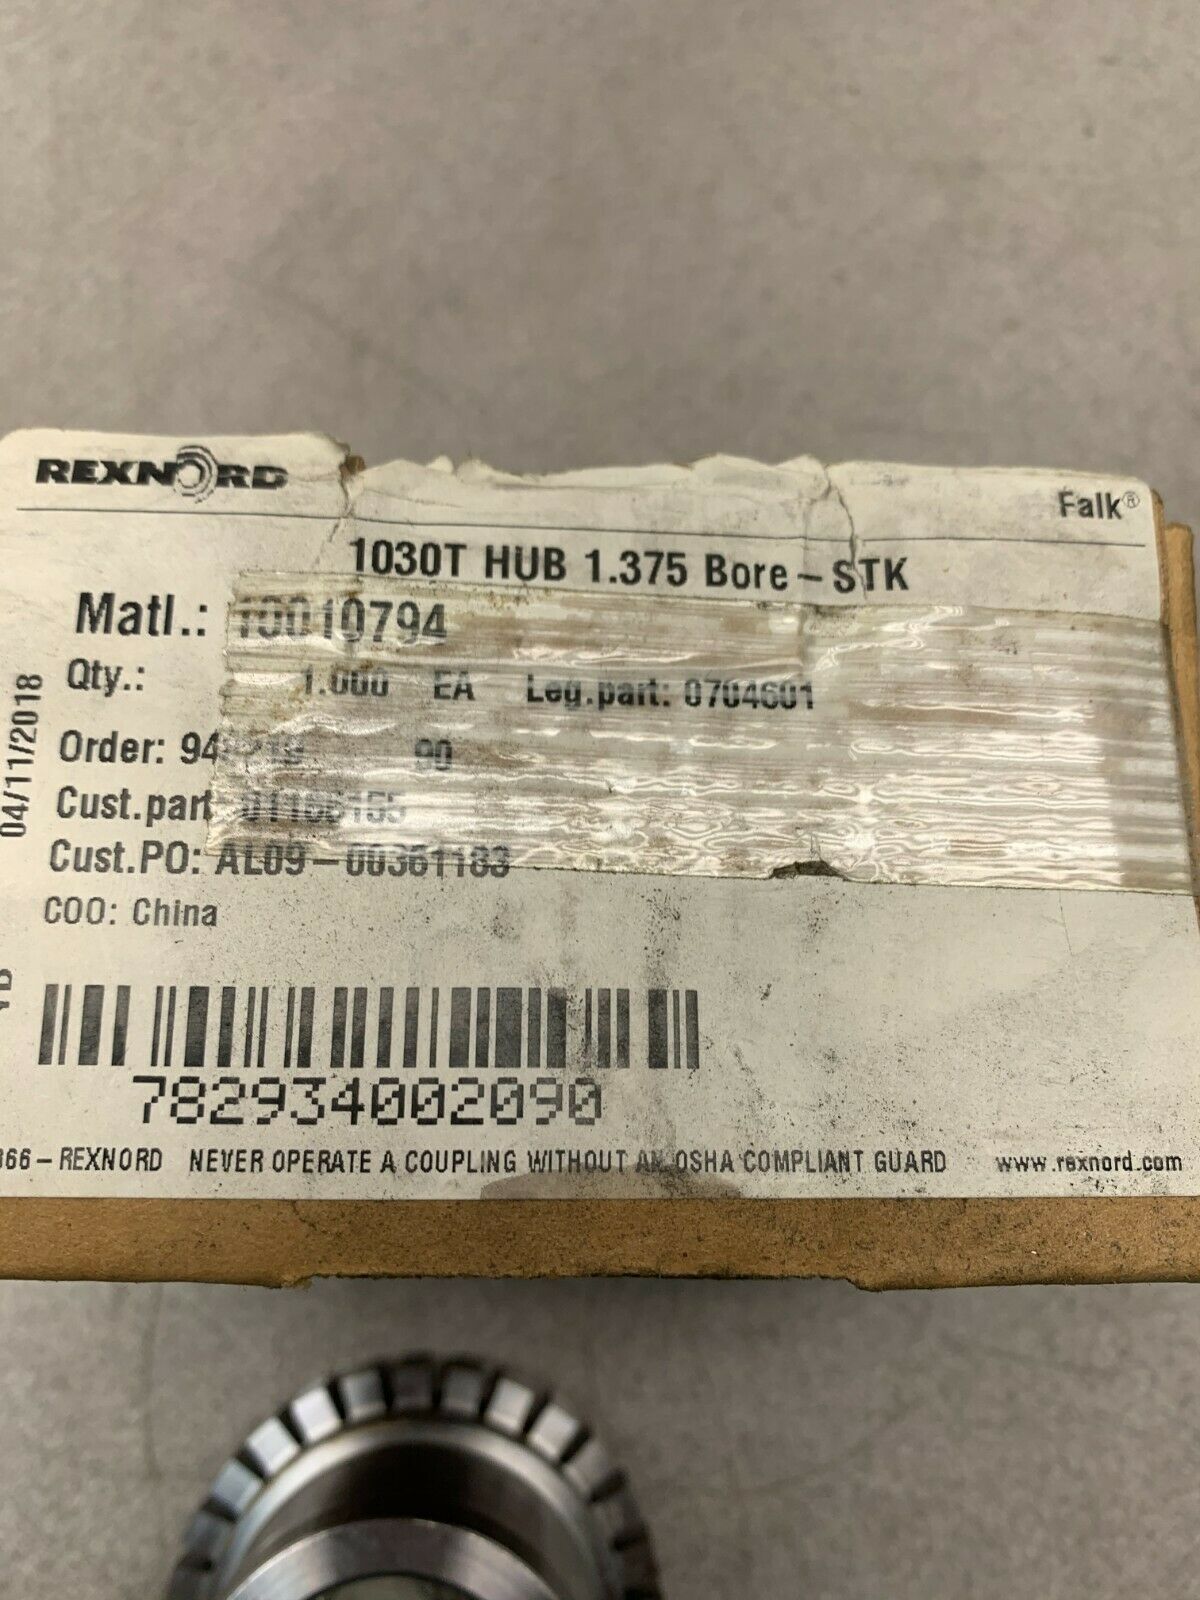 REXNORD
Falk®
1030T HUB 1.375 Bore-STK
Matl.: 10010794
Qty.: 1.000 EA Leg.part: 0704601
Order: 90
Cust.part: 01166155
Cust.PO: AL09-00361183
COO: China
04/11/2018
782934002090
866-REXNORD NEVER OPERATE A COUPLING WITHOUT AN OSHA COMPLIANT GUARD www.rexnord.com